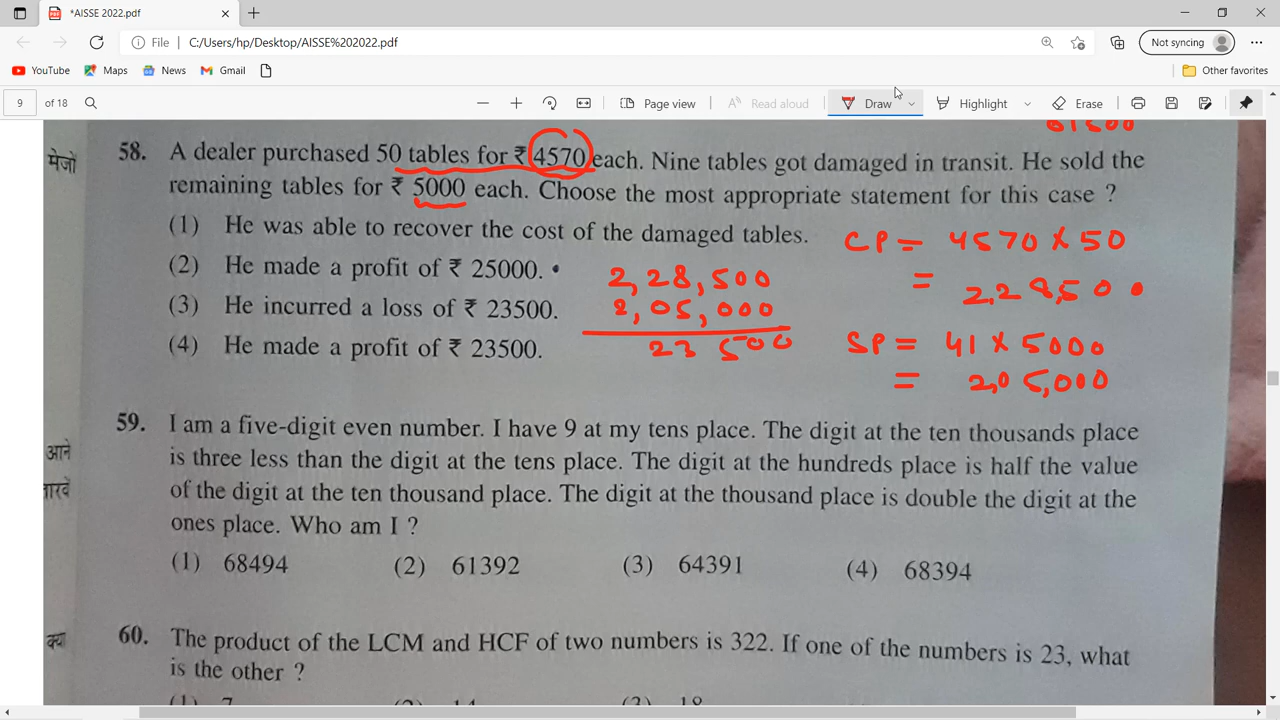 *AISSE 2022.pdf
File C:/Users/hp/Desktop/AISSE%202022.pdf
Not syncing
YouTube Maps News Gmail
Other favorites
9 of 18
Page view
Read aloud
Draw
Highlight
Erase
61500
मेजों
58. A dealer purchased 50 tables for ₹ 4570 each. Nine tables got damaged in transit. He sold the
remaining tables for ₹ 5000 each. Choose the most appropriate statement for this case ?
(1) He was able to recover the cost of the damaged tables.
(2) He made a profit of ₹ 25000.
(3) He incurred a loss of ₹ 23500.
(4) He made a profit of ₹ 23500.
2,28,500
2,05,000
23 500
CP = 4570 × 50
= 2,28,500
SP = 41 × 5000
= 2,05,000
आने
59. I am a five-digit even number. I have 9 at my tens place. The digit at the ten thousands place
is three less than the digit at the tens place. The digit at the hundreds place is half the value
of the digit at the ten thousand place. The digit at the thousand place is double the digit at the
ones place. Who am I ?
(1) 68494 (2) 61392 (3) 64391 (4) 68394
क्या
60. The product of the LCM and HCF of two numbers is 322. If one of the numbers is 23, what
is the other ?
(1) 7 (2) 14 (3) 18